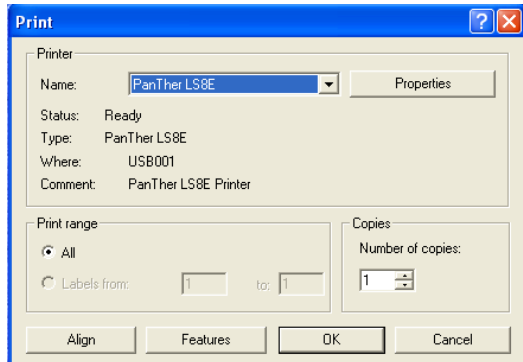 Print
Printer
Name: PanTher LS8E Properties
Status: Ready
Type: PanTher LS8E
Where: USB001
Comment: PanTher LS8E Printer
Print range
All
Labels from: 1 to: 1
Copies
Number of copies:
1
Align Features OK Cancel